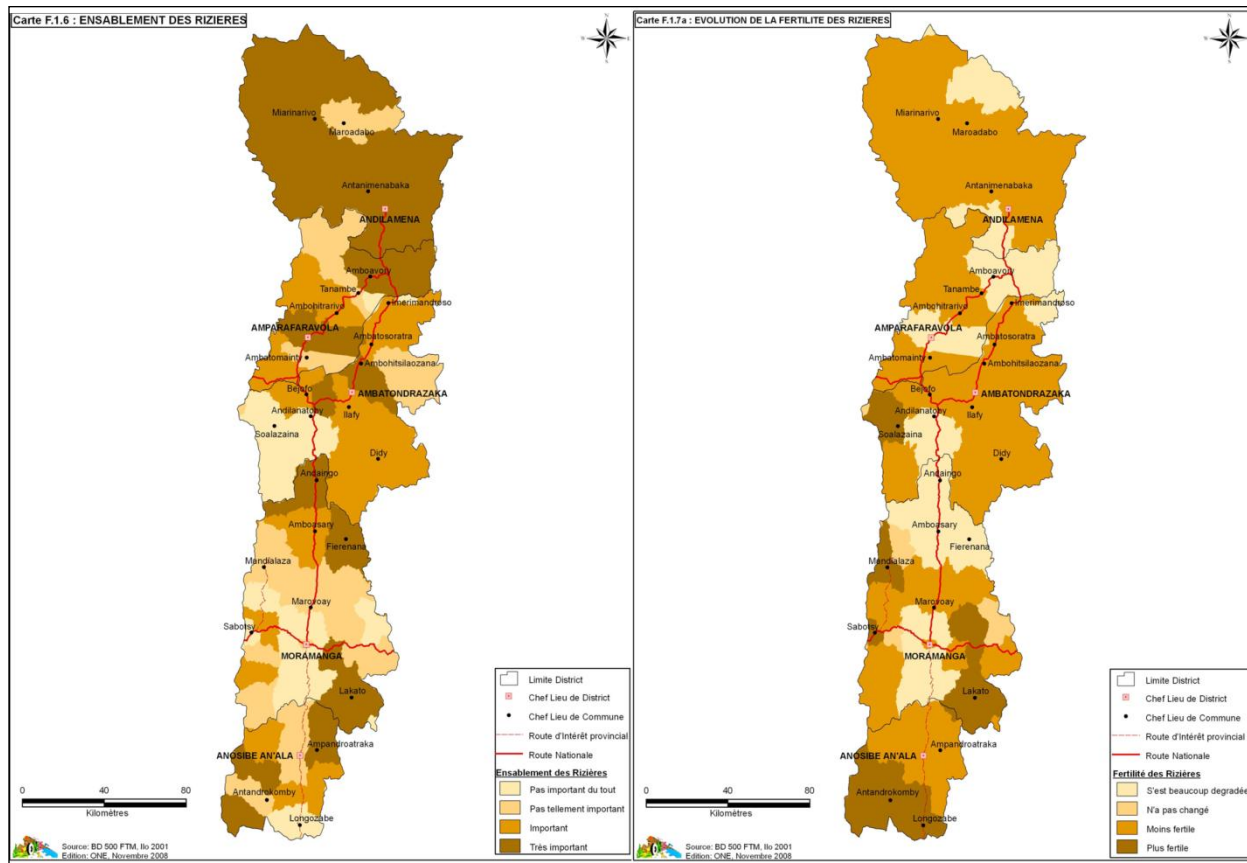 Carte F.1.6 : ENSABLEMENT DES RIZIERES
N
Miarinarivo
Maroadabo
Antanimenabaka
ANDILAMENA
Amboavory
Tanambe
Imerimandroso
Ambohitrarivo
AMPARAFARAVOLA
Ambatosoratra
Ambatomainty
Ambohitsilaozana
Bejofo
AMBATONDRAZAKA
Andilanatoby
Ilafy
Soalazaina
Didy
Andaingo
Amboasary
Fierenana
Mandialaza
Marovoay
Sabotsy
MORAMANGA
Lakato
Ampandroatraka
ANOSIBE AN'ALA
Antandrokomby
Longozabe
Limite District
Chef Lieu de District
Chef Lieu de Commune
Route d'Intérêt provincial
Route Nationale
Ensablement des Rizières
Pas important du tout
Pas tellement important
Important
Très important
0 40 80
Kilomètres
Source: BD 500 FTM, Ilo 2001
Edition: ONE, Novembre 2008
Carte F.1.7a : EVOLUTION DE LA FERTILITE DES RIZIERES
N
Miarinarivo
Maroadabo
Antanimenabaka
ANDILAMENA
Amboavory
Tanambe
Imerimandroso
Ambohitrarivo
AMPARAFARAVOLA
Ambatosoratra
Ambatomainty
Ambohitsilaozana
Bejofo
AMBATONDRAZAKA
Andilanatoby
Ilafy
Soalazaina
Didy
Andaingo
Amboasary
Fierenana
Mandialaza
Marovoay
Sabotsy
MORAMANGA
Lakato
Ampandroatraka
ANOSIBE AN'ALA
Antandrokomby
Longozabe
Limite District
Chef Lieu de District
Chef Lieu de Commune
Route d'Intérêt provincial
Route Nationale
Fertilité des Rizières
S'est beaucoup degradée
N'a pas changé
Moins fertile
Plus fertile
0 40 80
Kilomètres
Source: BD 500 FTM, Ilo 2001
Edition: ONE, Novembre 2008